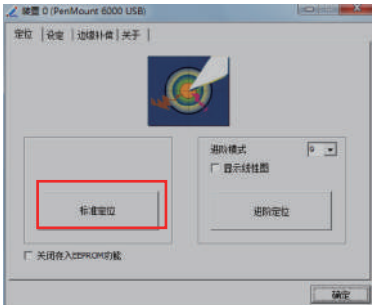 装置 0 (PenMount 6000 USB)
定位 设定 边缘补偿 关于
进阶模式 9
显示线性图
标准定位 进阶定位
关闭存入EEPROM功能
确定